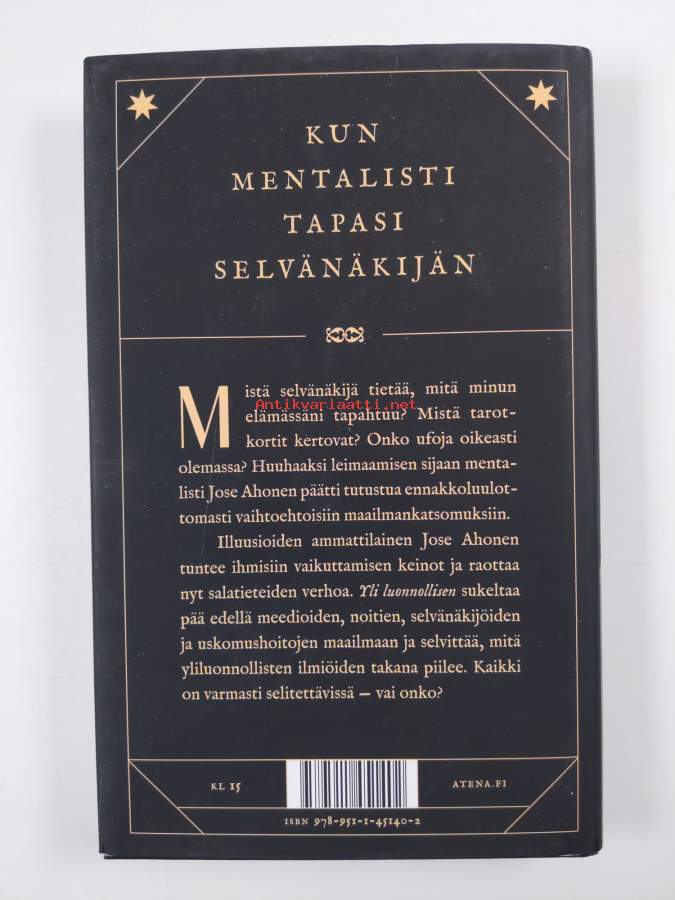 KUN
MENTALISTI
TAPASI
SELVÄNÄKIJÄN
Mistä selvänäkijä tietää, mitä minun
elämässäni tapahtuu? Mistä tarot-
kortit kertovat? Onko ufoja oikeasti
olemassa? Huuhaaksi leimaamisen sijaan menta-
listi Jose Ahonen päätti tutustua ennakkoluulot-
tomasti vaihtoehtoisiin maailmankatsomuksiin.
Illuusioiden ammattilainen Jose Ahonen
tuntee ihmisiin vaikuttamisen keinot ja raottaa
nyt salatieteiden verhoa. Yli luonnollisen sukeltaa
pää edellä meedioiden, noitien, selvänäkijöiden
ja uskomushoitojen maailmaan ja selvittää, mitä
yliluonnollisten ilmiöiden takana piilee. Kaikki
on varmasti selitettävissä – vai onko?
Antikvariaatti.net
KL 15
ATENA.FI
ISBN 978-951-1-45140-2